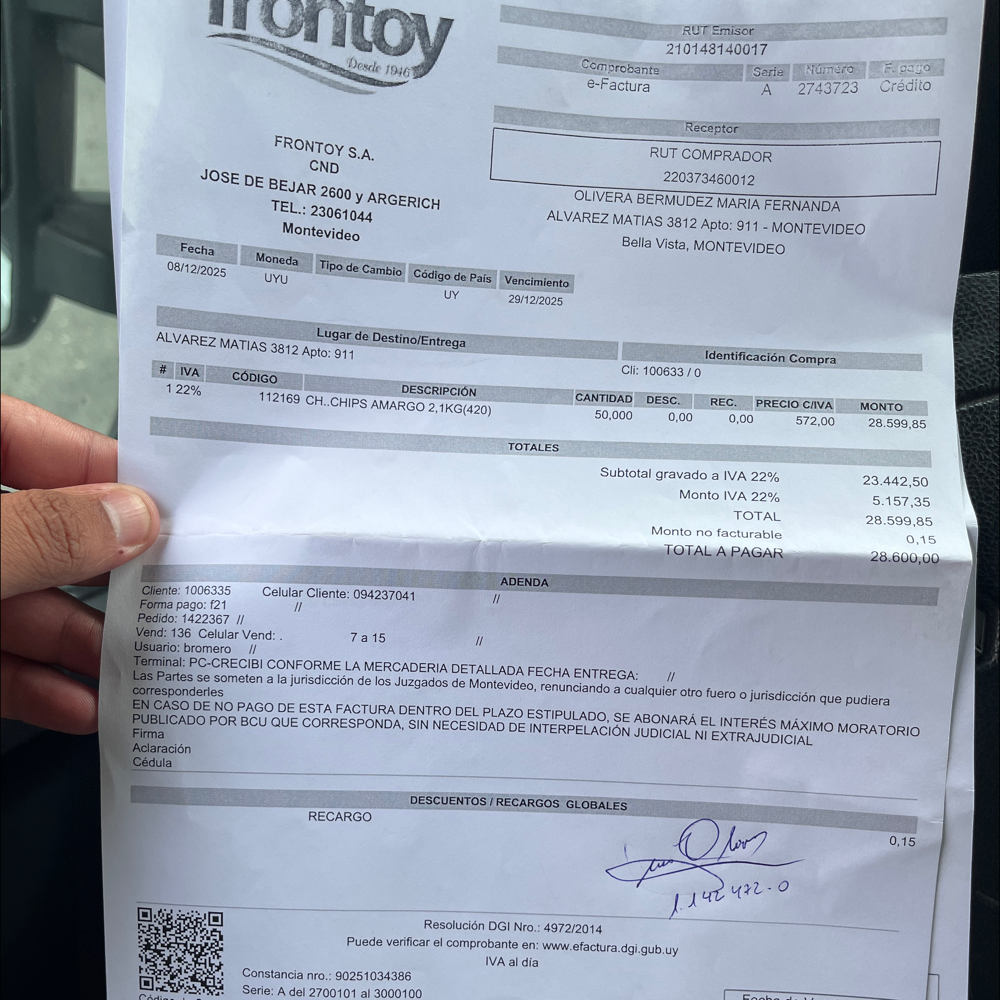 frontoy
Desde 1946
RUT Emisor
210148140017
Comprobante Serie Número F. pago
e-Factura A 2743723 Crédito
Receptor
RUT COMPRADOR
220373460012
OLIVERA BERMUDEZ MARIA FERNANDA
ALVAREZ MATIAS 3812 Apto: 911 - MONTEVIDEO
Bella Vista, MONTEVIDEO
FRONTOY S.A.
CND
JOSE DE BEJAR 2600 y ARGERICH
TEL.: 23061044
Montevideo
Fecha Moneda Tipo de Cambio Código de País Vencimiento
08/12/2025 UYU UY 29/12/2025
Lugar de Destino/Entrega Identificación Compra
ALVAREZ MATIAS 3812 Apto: 911 Cli: 100633 / 0
# IVA CÓDIGO DESCRIPCIÓN CANTIDAD DESC. REC. PRECIO C/IVA MONTO
1 22% 112169 CH..CHIPS AMARGO 2,1KG(420) 50,000 0,00 0,00 572,00 28.599,85
TOTALES
Subtotal gravado a IVA 22% 23.442,50
Monto IVA 22% 5.157,35
TOTAL 28.599,85
Monto no facturable 0,15
TOTAL A PAGAR 28.600,00
ADENDA
Cliente: 1006335 Celular Cliente: 094237041 //
Forma pago: f21 //
Pedido: 1422367 //
Vend: 136 Celular Vend: . 7 a 15 //
Usuario: bromero //
Terminal: PC-CRECIBI CONFORME LA MERCADERIA DETALLADA FECHA ENTREGA: //
Las Partes se someten a la jurisdicción de los Juzgados de Montevideo, renunciando a cualquier otro fuero o jurisdicción que pudiera
corresponderles
EN CASO DE NO PAGO DE ESTA FACTURA DENTRO DEL PLAZO ESTIPULADO, SE ABONARÁ EL INTERÉS MÁXIMO MORATORIO
PUBLICADO POR BCU QUE CORRESPONDA, SIN NECESIDAD DE INTERPELACIÓN JUDICIAL NI EXTRAJUDICIAL
Firma
Aclaración
Cédula
DESCUENTOS / RECARGOS GLOBALES
RECARGO 0,15
1.142472-0
Resolución DGI Nro.: 4972/2014
Puede verificar el comprobante en: www.efactura.dgi.gub.uy
IVA al día
Constancia nro.: 90251034386
Serie: A del 2700101 al 3000100